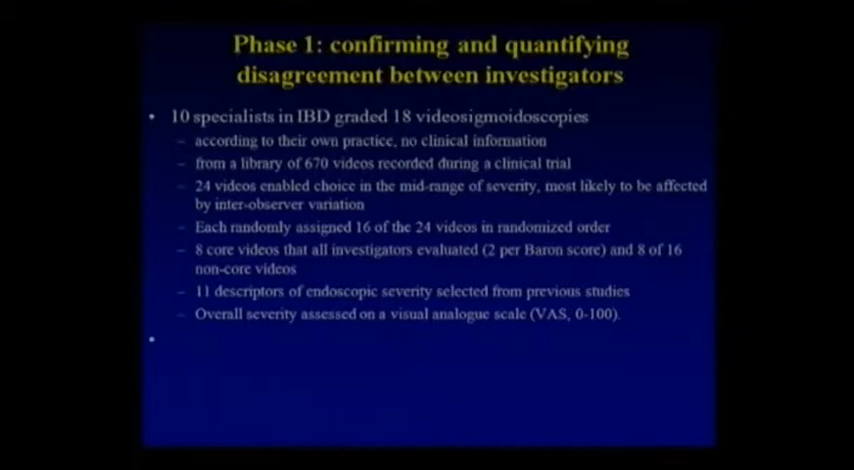 Phase 1: confirming and quantifying
disagreement between investigators
• 10 specialists in IBD graded 18 videosigmoidoscopies
– according to their own practice, no clinical information
– from a library of 670 videos recorded during a clinical trial
– 24 videos enabled choice in the mid-range of severity, most likely to be affected
by inter-observer variation
– Each randomly assigned 16 of the 24 videos in randomized order
– 8 core videos that all investigators evaluated (2 per Baron score) and 8 of 16
non-core videos
– 11 descriptors of endoscopic severity selected from previous studies
– Overall severity assessed on a visual analogue scale (VAS, 0-100).
•